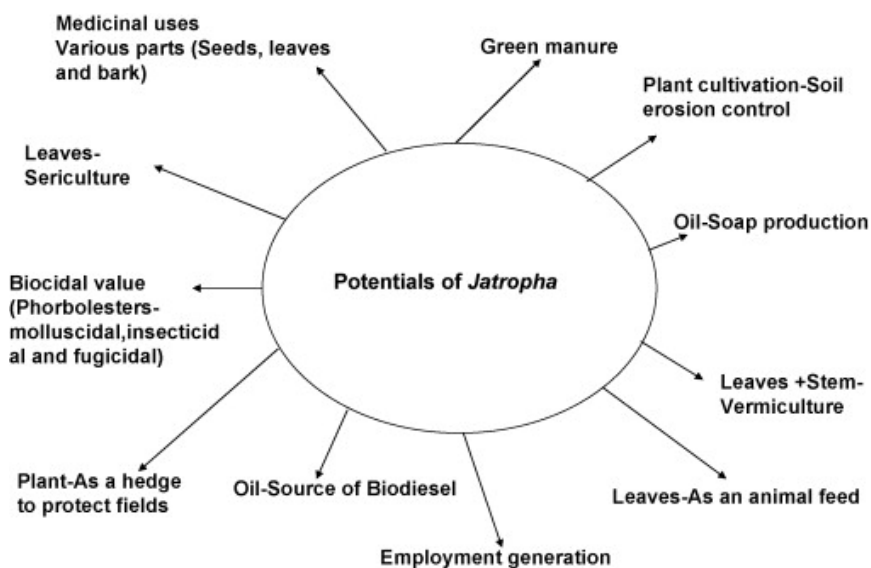 Medicinal uses
Various parts (Seeds, leaves
and bark)
Green manure
Plant cultivation-Soil
erosion control
Leaves-
Sericulture
Oil-Soap production
Biocidal value
(Phorbolesters-
molluscidal,insecticid
al and fugicidal)
Potentials of Jatropha
Leaves +Stem-
Vermiculture
Plant-As a hedge
to protect fields
Oil-Source of Biodiesel
Leaves-As an animal feed
Employment generation